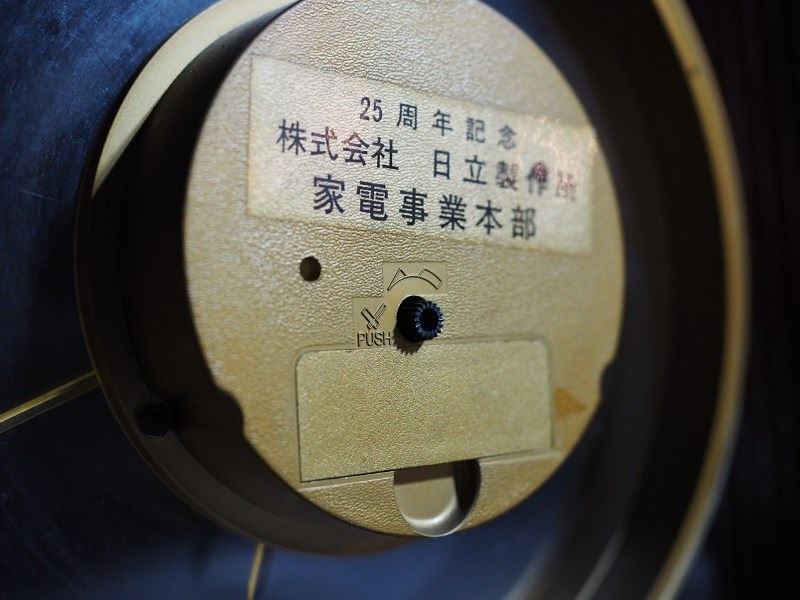 25周年記念
株式会社 日立製作所
家電事業本部
PUSH